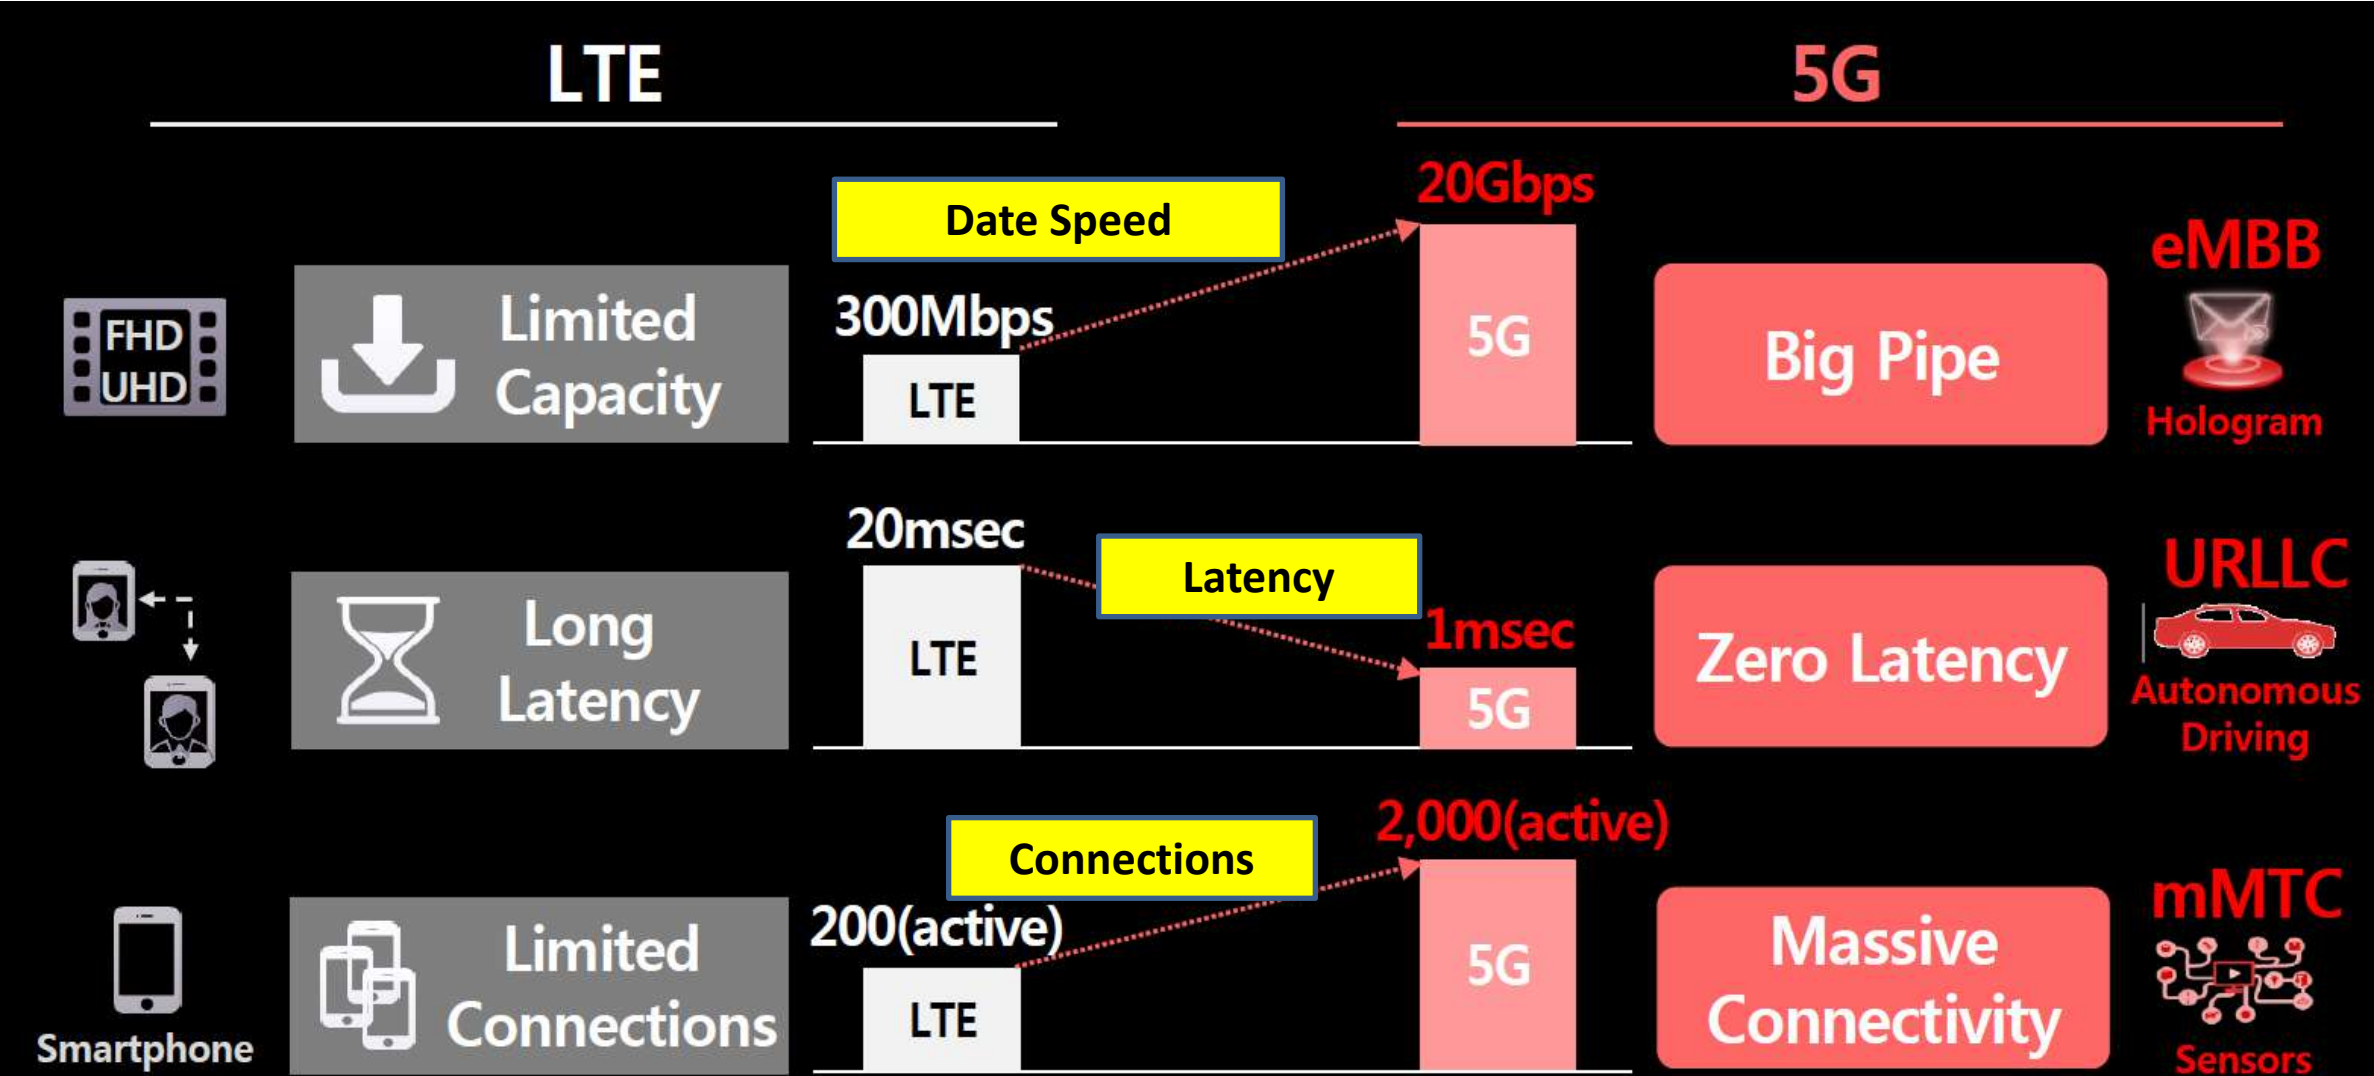 LTE
5G
Date Speed
20Gbps
eMBB
FHD
UHD
Limited
Capacity
300Mbps
LTE
5G
Big Pipe
Hologram
20msec
Latency
1msec
URLLC
Long
Latency
LTE
5G
Zero Latency
Autonomous
Driving
Connections
2,000(active)
mMTC
Smartphone
Limited
Connections
200(active)
LTE
5G
Massive
Connectivity
Sensors